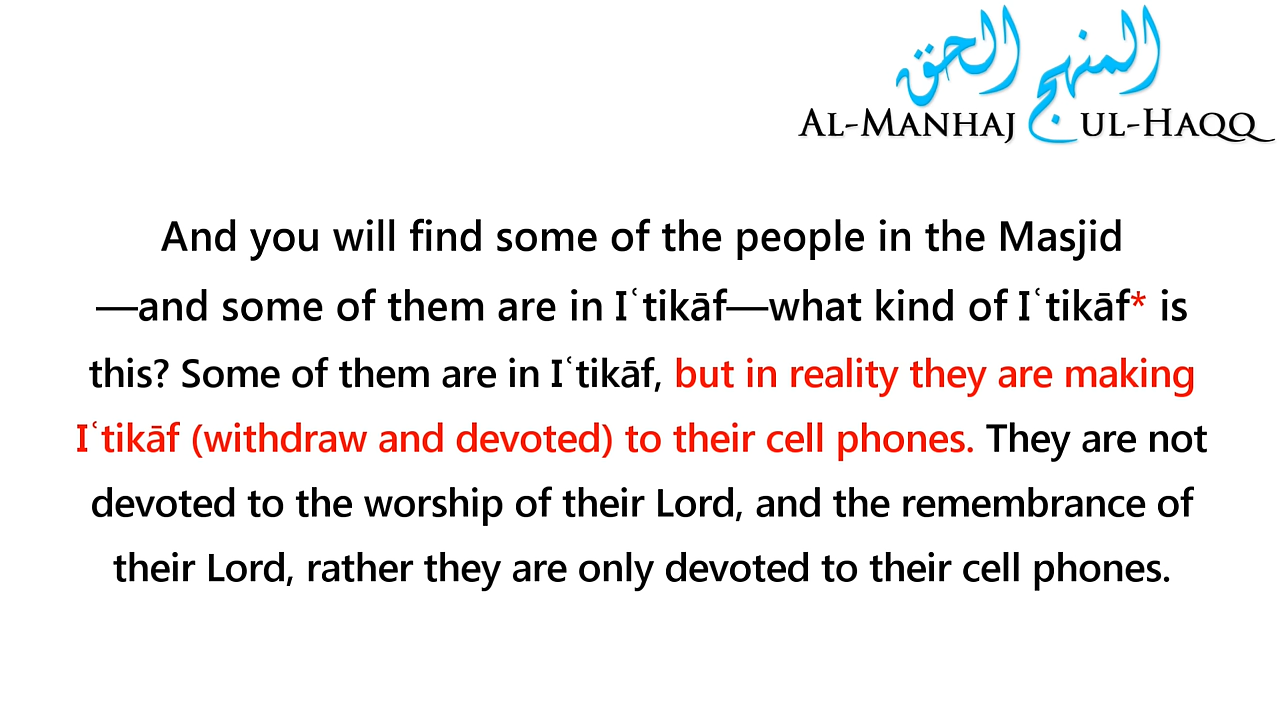 المنهج الحق
AL-MANHAJ UL-HAQQ
And you will find some of the people in the Masjid
—and some of them are in Iʿtikāf—what kind of Iʿtikāf* is
this? Some of them are in Iʿtikāf, but in reality they are making
Iʿtikāf (withdraw and devoted) to their cell phones. They are not
devoted to the worship of their Lord, and the remembrance of
their Lord, rather they are only devoted to their cell phones.